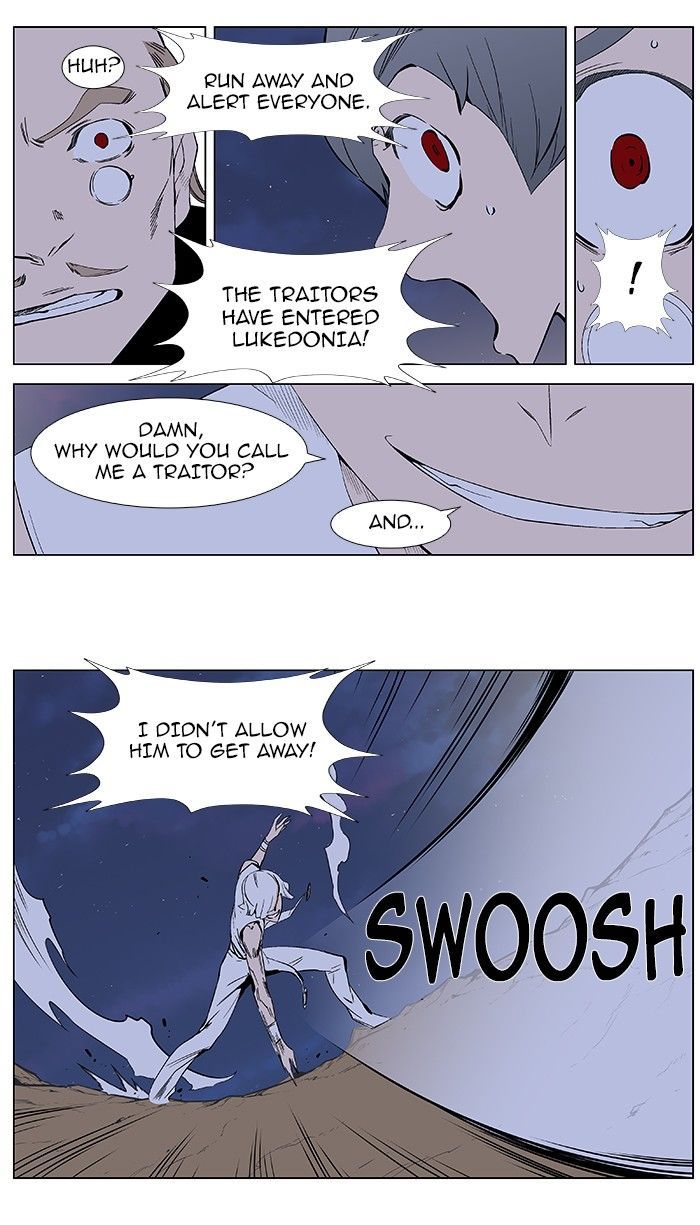 HUH?
RUN AWAY AND
ALERT EVERYONE.
!
THE TRAITORS
HAVE ENTERED
LUKEDONIA!
DAMN,
WHY WOULD YOU CALL
ME A TRAITOR?
AND...
I DIDN'T ALLOW
HIM TO GET AWAY!
SWOOSH